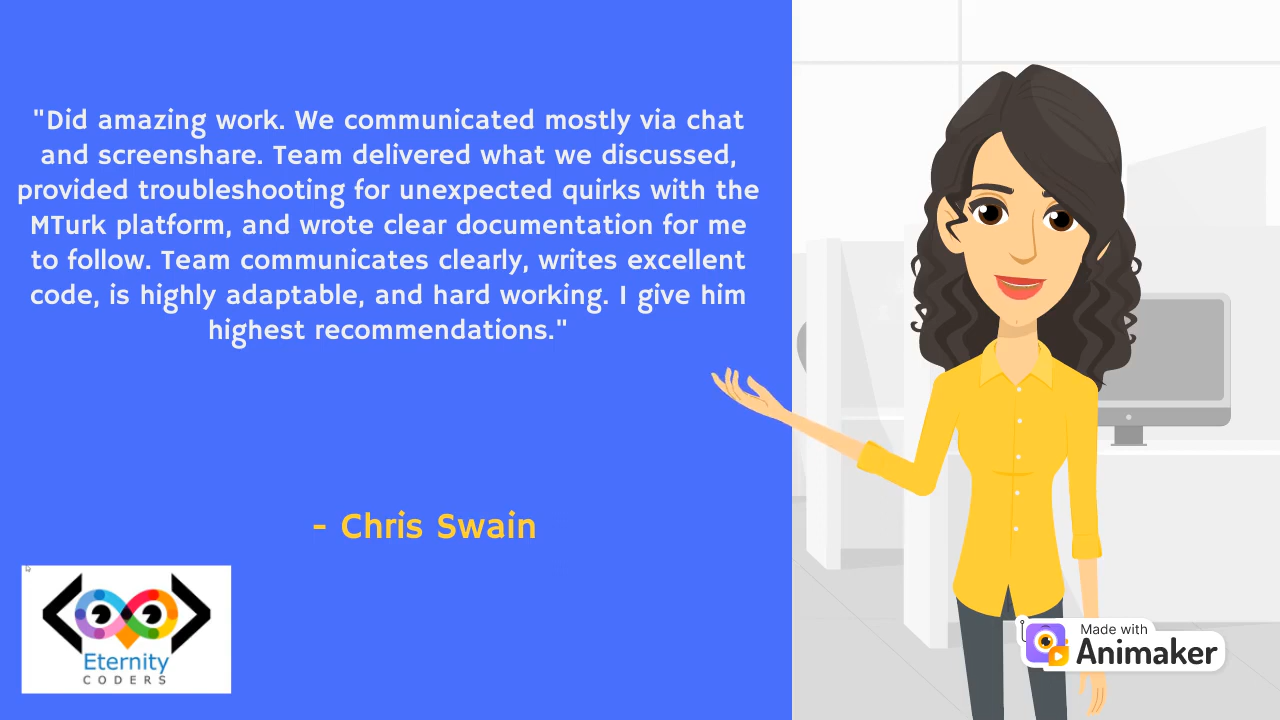 "Did amazing work. We communicated mostly via chat
and screenshare. Team delivered what we discussed,
provided troubleshooting for unexpected quirks with the
MTurk platform, and wrote clear documentation for me
to follow. Team communicates clearly, writes excellent
code, is highly adaptable, and hard working. I give him
highest recommendations."
- Chris Swain
Eternity
CODERS
Made with
Animaker